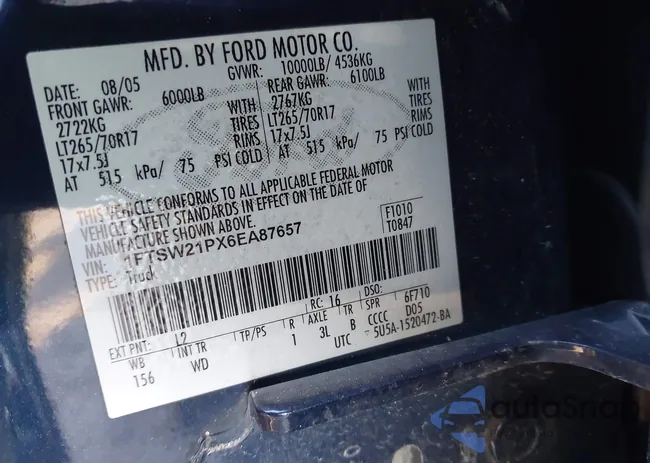 MFD. BY FORD MOTOR CO.
DATE: 08/05 GVWR: 10000LB/ 4536KG
FRONT GAWR: 6000LB REAR GAWR: 6100LB
2722KG WITH 2767KG WITH
LT265/70R17 TIRES LT265/70R17 TIRES
17x7.5J RIMS 17x7.5J RIMS
AT 515 kPa/ 75 PSI COLD AT 515 kPa/ 75 PSI COLD
THIS VEHICLE CONFORMS TO ALL APPLICABLE FEDERAL MOTOR
VEHICLE SAFETY STANDARDS IN EFFECT ON THE DATE OF
MANUFACTURE SHOWN ABOVE.
VIN: 1FTSW21PX6EA87657 F1010
TYPE: Truck T0847
EXT PNT: L2 RC: 16 DSO: 6F710
WB INT TR TP/PS R AXLE TR SPR D05
156 WD 1 3L B CCCC
UTC 5U5A-1520472-BA
autoSnap